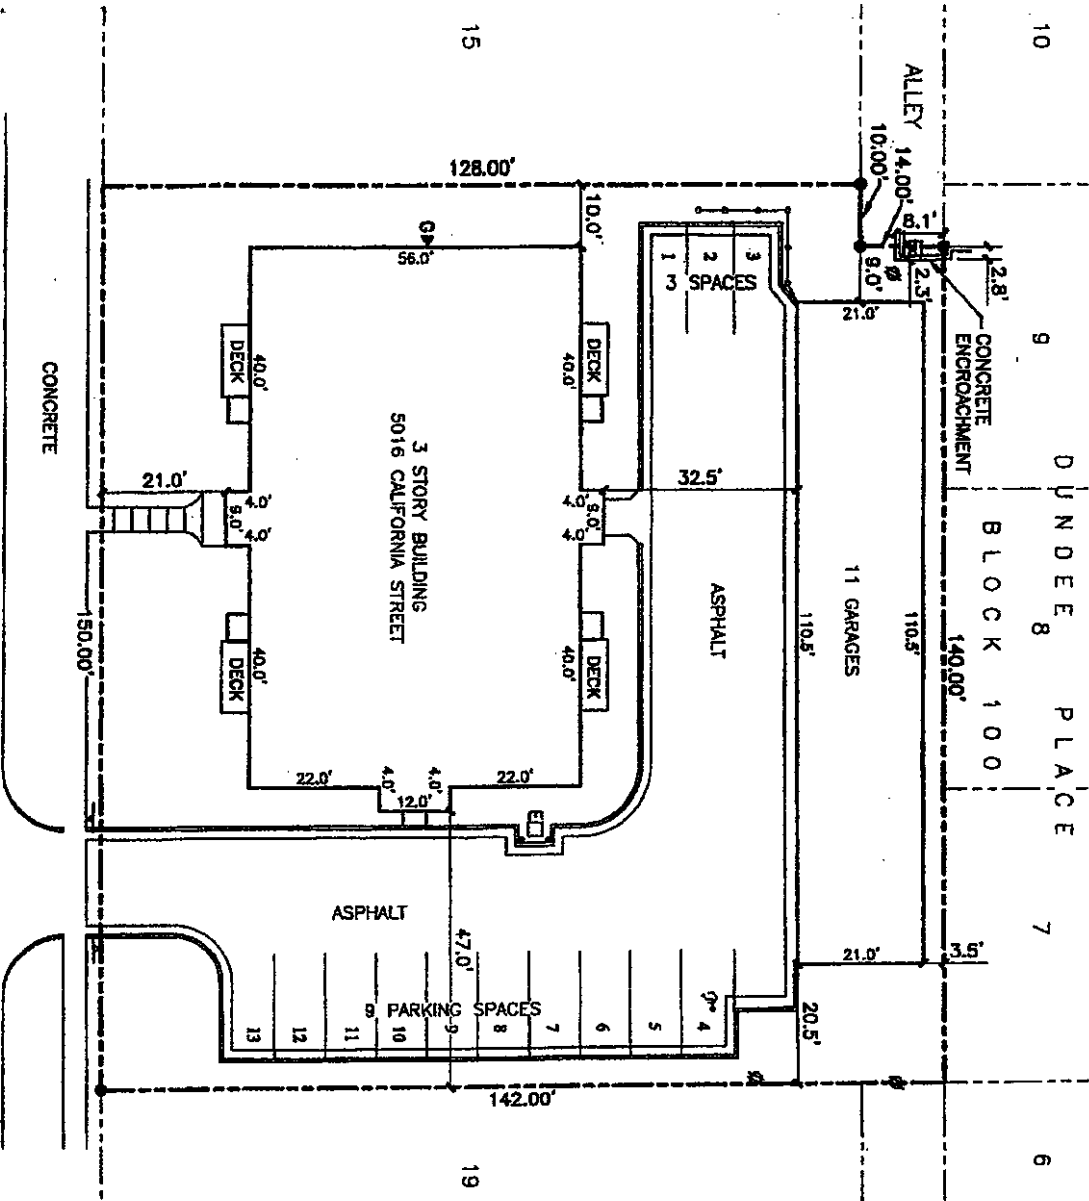 10
9
8
7
6
DUNDEE PLACE
BLOCK 100
15
19
ALLEY
14.00'
10.00'
8.1'
2.8'
2.3'
9.0'
CONCRETE
ENCROACHMENT
128.00'
10.0'
G
56.0'
1
2
3
3 SPACES
21.0'
DECK
40.0'
DECK
40.0'
3 STORY BUILDING
5016 CALIFORNIA STREET
32.5'
11 GARAGES
110.5'
110.5'
140.00'
ASPHALT
CONCRETE
21.0'
4.0'
9.0'
4.0'
4.0'
9.0'
4.0'
DECK
40.0'
DECK
40.0'
150.00'
22.0'
4.0'
12.0'
4.0'
22.0'
E
ASPHALT
47.0'
9 PARKING SPACES
13
12
11
10
9
8
7
6
5
4
21.0'
3.5'
20.5'
142.00'